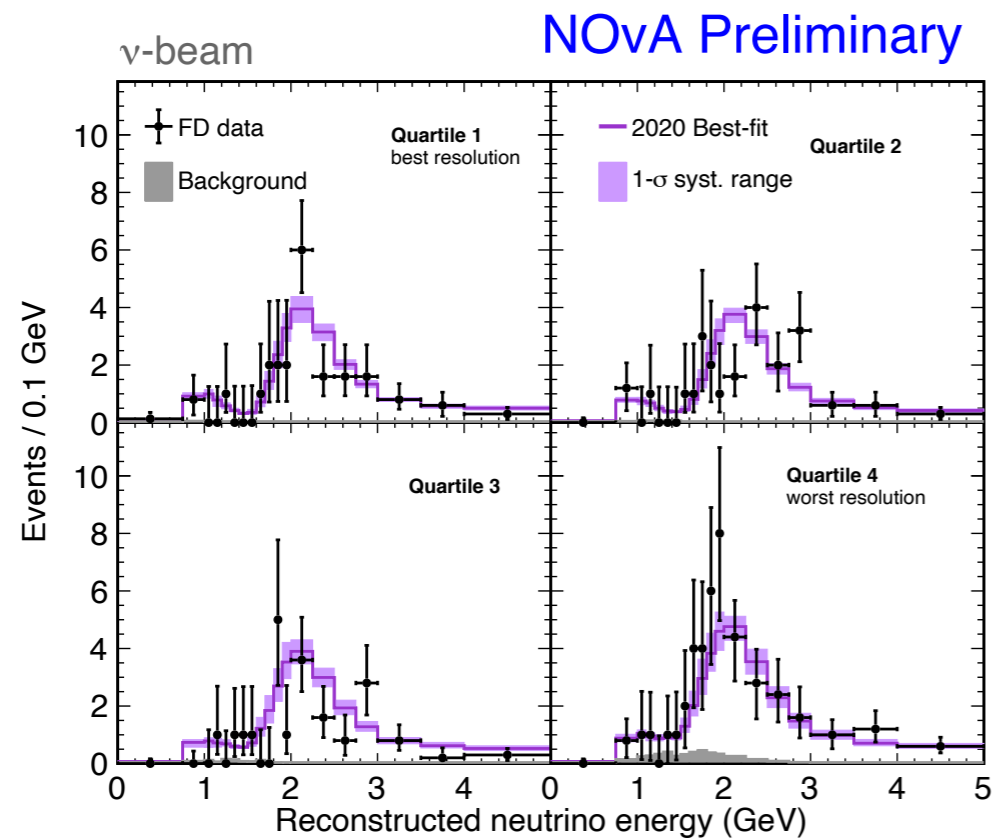 ν-beam
NOvA Preliminary
FD data
Background
Quartile 1
best resolution
2020 Best-fit
1-σ syst. range
Quartile 2
10
8
6
4
2
0
Quartile 3
Quartile 4
worst resolution
10
8
6
4
2
0
0 1 2 3 4 0 1 2 3 4 5
Events / 0.1 GeV
Reconstructed neutrino energy (GeV)